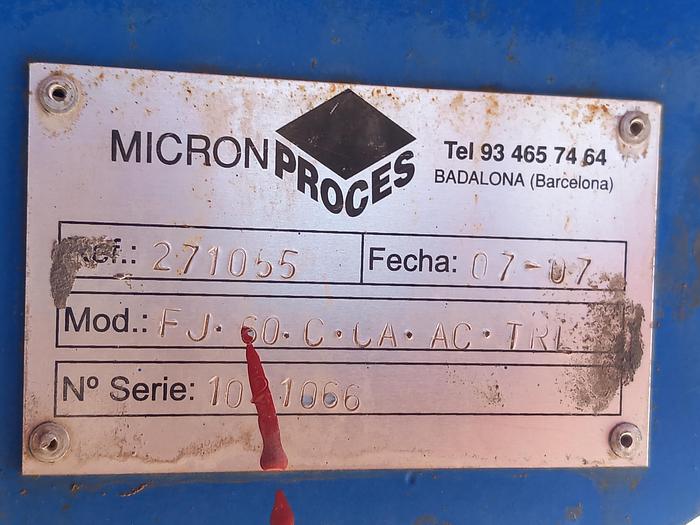 MICRON PROCES
Tel 93 465 74 64
BADALONA (Barcelona)
Ref.: 271055
Fecha: 07-07
Mod.: FJ· 60·C·CA·AC·TRL
Nº Serie: